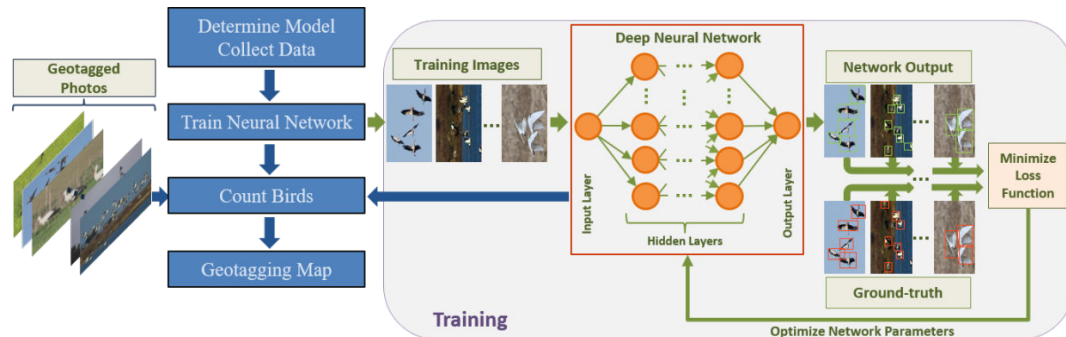 Geotagged
Photos
Determine Model
Collect Data
Train Neural Network
Count Birds
Geotagging Map
Training Images
...
Deep Neural Network
...
...
...
...
Input Layer
Hidden Layers
Output Layer
Network Output
...
...
...
Ground-truth
Minimize
Loss
Function
Optimize Network Parameters
Training